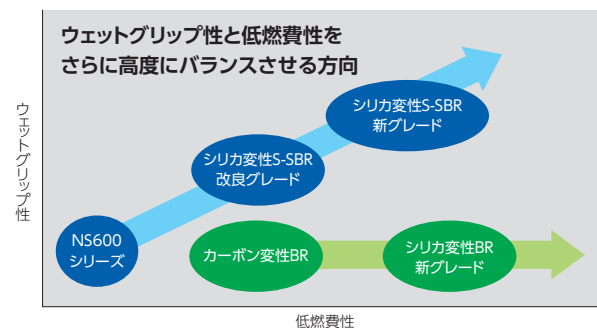 ウェットグリップ性と低燃費性を
さらに高度にバランスさせる方向
ウェットグリップ性
シリカ変性S-SBR
新グレード
シリカ変性S-SBR
改良グレード
NS600
シリーズ
カーボン変性BR
シリカ変性BR
新グレード
低燃費性